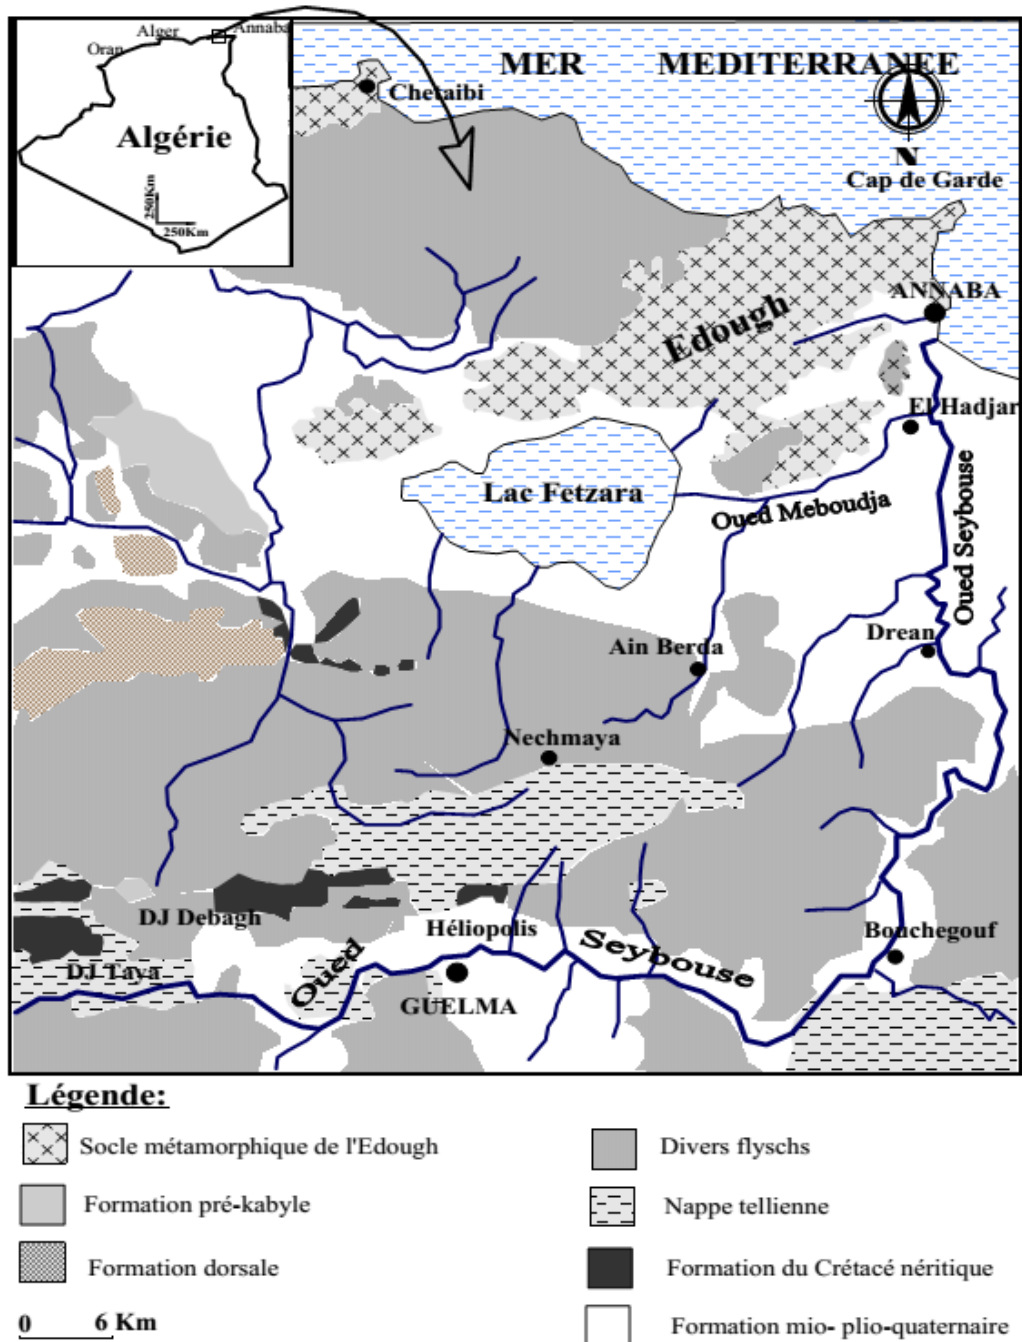 Alger
Annaba
Oran
Algérie
250Km
250Km
MER MEDITERRANEE
Chetaibi
N
Cap de Garde
ANNABA
Edough
El Hadjar
Lac Fetzara
Oued Meboudja
Oued Seybouse
Drean
Ain Berda
Nechmaya
DJ Debagh
Héliopolis
Bouchegouf
DJ Taya
Oued Seybouse
GUELMA
Légende:
Socle métamorphique de l'Edough
Divers flyschs
Formation pré-kabyle
Nappe tellienne
Formation dorsale
Formation du Crétacé néritique
0 6 Km
Formation mio- plio-quaternaire